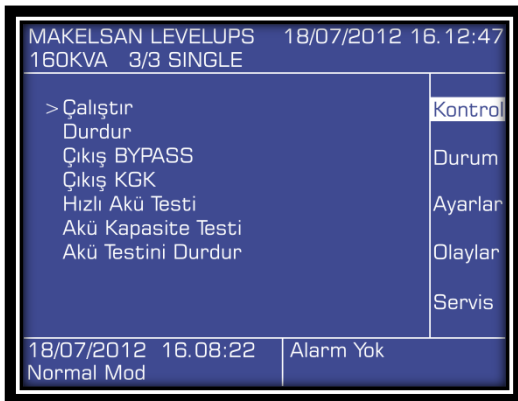 MAKELSAN LEVELUPS 18/07/2012 16.12:47
160KVA 3/3 SINGLE
> Çalıştır
Durdur
Çıkış BYPASS
Çıkış KGK
Hızlı Akü Testi
Akü Kapasite Testi
Akü Testini Durdur
Kontrol
Durum
Ayarlar
Olaylar
Servis
18/07/2012 16.08:22
Normal Mod
Alarm Yok